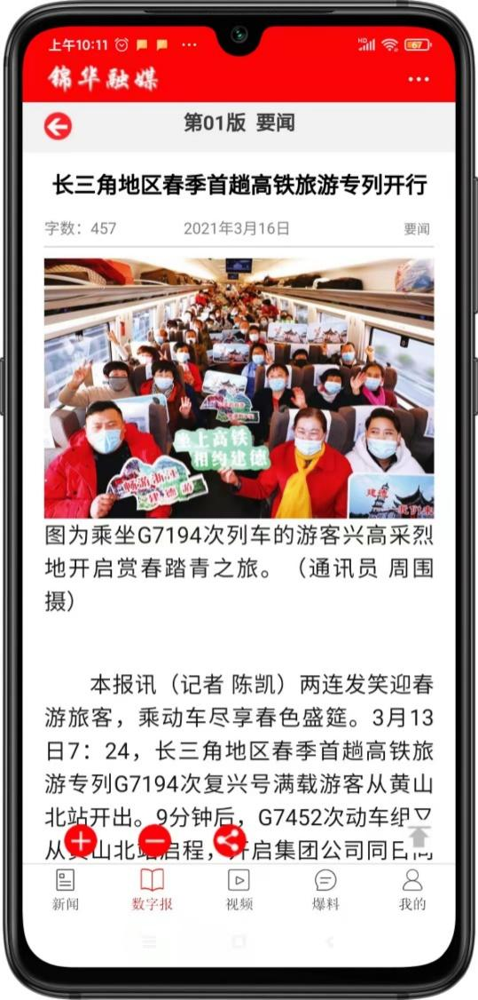 上午10:11
HD
67
锦华融媒
第01版 要闻
长三角地区春季首趟高铁旅游专列开行
字数：457
2021年3月16日
要闻
坐上高铁
相约建德
畅游浙江
建德游
建德
图为乘坐G7194次列车的游客兴高采烈
地开启赏春踏青之旅。（通讯员 周围
摄）
本报讯（记者 陈凯）两连发笑迎春
游旅客，乘动车尽享春色盛筵。3月13
日7：24，长三角地区春季首趟高铁旅
游专列G7194次复兴号满载游客从黄山
北站开出。9分钟后，G7452次动车组又
从黄山北站启程，开启集团公司同日两
新闻
数字报
视频
爆料
我的